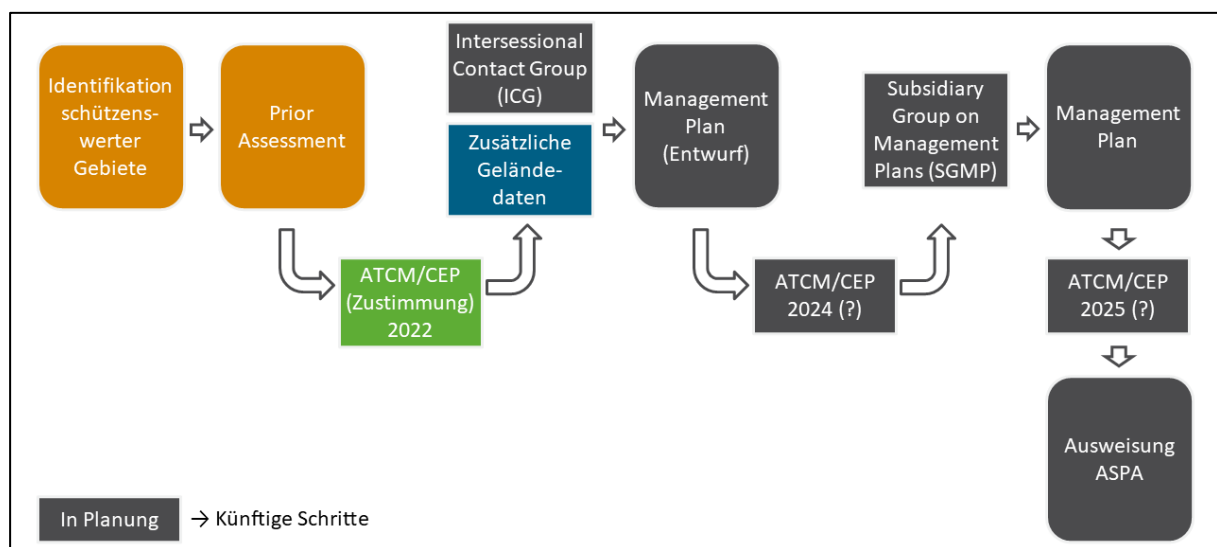 Identifikation
schützens-
werter
Gebiete
Prior
Assessment
ATCM/CEP
(Zustimmung)
2022
Intersessional
Contact Group
(ICG)
Zusätzliche
Gelände-
daten
Management
Plan
(Entwurf)
ATCM/CEP
2024 (?)
Subsidiary
Group on
Management
Plans (SGMP)
Management
Plan
ATCM/CEP
2025 (?)
Ausweisung
ASPA
In Planung → Künftige Schritte